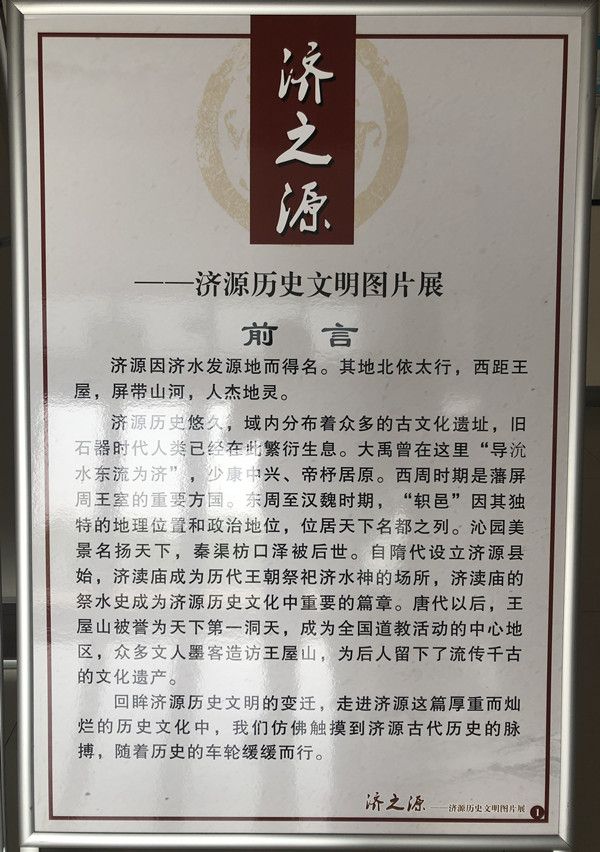 济之源
——济源历史文明图片展
前言
济源因济水发源地而得名。其地北依太行，西距王
屋，屏带山河，人杰地灵。
济源历史悠久，域内分布着众多的古文化遗址，旧
石器时代人类已经在此繁衍生息。大禹曾在这里“导沇
水东流为济”，少康中兴、帝杼居原。西周时期是藩屏
周王室的重要方国。东周至汉魏时期，“轵邑”因其独
特的地理位置和政治地位，位居天下名都之列。沁园美
景名扬天下，秦渠枋口泽被后世。自隋代设立济源县
始，济渎庙成为历代王朝祭祀济水神的场所，济渎庙的
祭水史成为济源历史文化中重要的篇章。唐代以后，王
屋山被誉为天下第一洞天，成为全国道教活动的中心地
区，众多文人墨客造访王屋山，为后人留下了流传千古
的文化遗产。
回眸济源历史文明的变迁，走进济源这篇厚重而灿
烂的历史文化中，我们仿佛触摸到济源古代历史的脉
搏，随着历史的车轮缓缓而行。
济之源——济源历史文明图片展 1